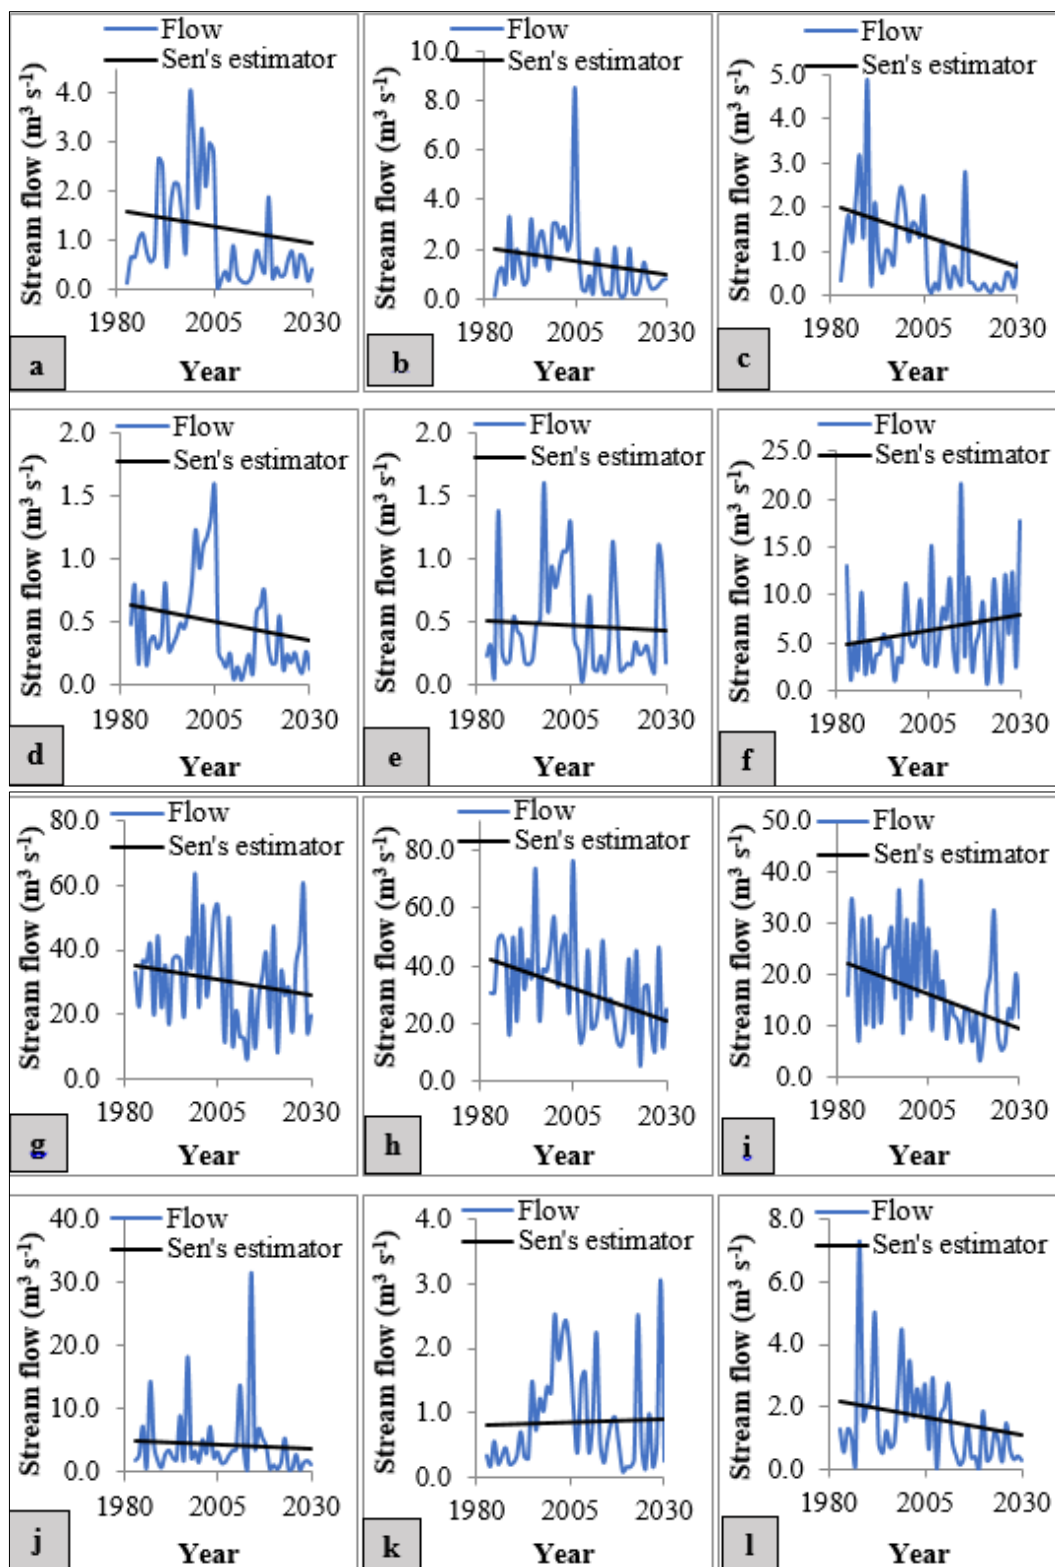 Flow
Sen's estimator
Stream flow (m³ s⁻¹)
4.0
3.0
2.0
1.0
0.0
1980 2005 2030
Year
a
Flow
Sen's estimator
Stream flow (m³ s⁻¹)
10.0
8.0
6.0
4.0
2.0
0.0
1980 2005 2030
Year
b
Flow
Sen's estimator
Stream flow (m³ s⁻¹)
5.0
4.0
3.0
2.0
1.0
0.0
1980 2005 2030
Year
c
Flow
Sen's estimator
Stream flow (m³ s⁻¹)
2.0
1.5
1.0
0.5
0.0
1980 2005 2030
Year
d
Flow
Sen's estimator
Stream flow (m³ s⁻¹)
2.0
1.5
1.0
0.5
0.0
1980 2005 2030
Year
e
Flow
Sen's estimator
Stream flow (m³ s⁻¹)
25.0
20.0
15.0
10.0
5.0
0.0
1980 2005 2030
Year
f
Flow
Sen's estimator
Stream flow (m³ s⁻¹)
80.0
60.0
40.0
20.0
0.0
1980 2005 2030
Year
g
Flow
Sen's estimator
Stream flow (m³ s⁻¹)
80.0
60.0
40.0
20.0
0.0
1980 2005 2030
Year
h
Flow
Sen's estimator
Stream flow (m³ s⁻¹)
50.0
40.0
30.0
20.0
10.0
0.0
1980 2005 2030
Year
i
Flow
Sen's estimator
Stream flow (m³ s⁻¹)
40.0
30.0
20.0
10.0
0.0
1980 2005 2030
Year
j
Flow
Sen's estimator
Stream flow (m³ s⁻¹)
4.0
3.0
2.0
1.0
0.0
1980 2005 2030
Year
k
Flow
Sen's estimator
Stream flow (m³ s⁻¹)
8.0
6.0
4.0
2.0
0.0
1980 2005 2030
Year
l